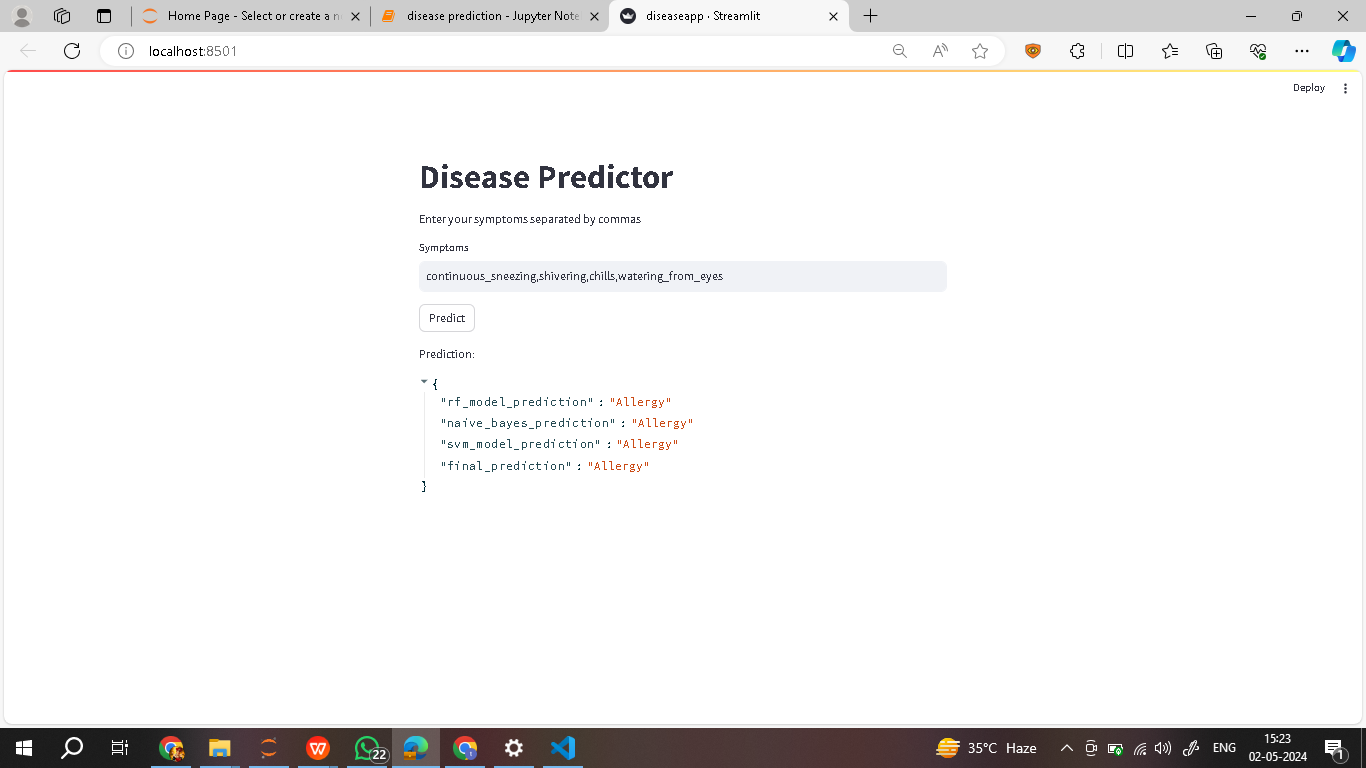 Home Page - Select or create a n
disease prediction - Jupyter Note
diseaseapp · Streamlit
localhost:8501
Deploy
Disease Predictor
Enter your symptoms separated by commas
Symptoms
continuous_sneezing,shivering,chills,watering_from_eyes
Predict
Prediction:
{
"rf_model_prediction" : "Allergy"
"naive_bayes_prediction" : "Allergy"
"svm_model_prediction" : "Allergy"
"final_prediction" : "Allergy"
}
22
35°C Haze
ENG
15:23
02-05-2024
1